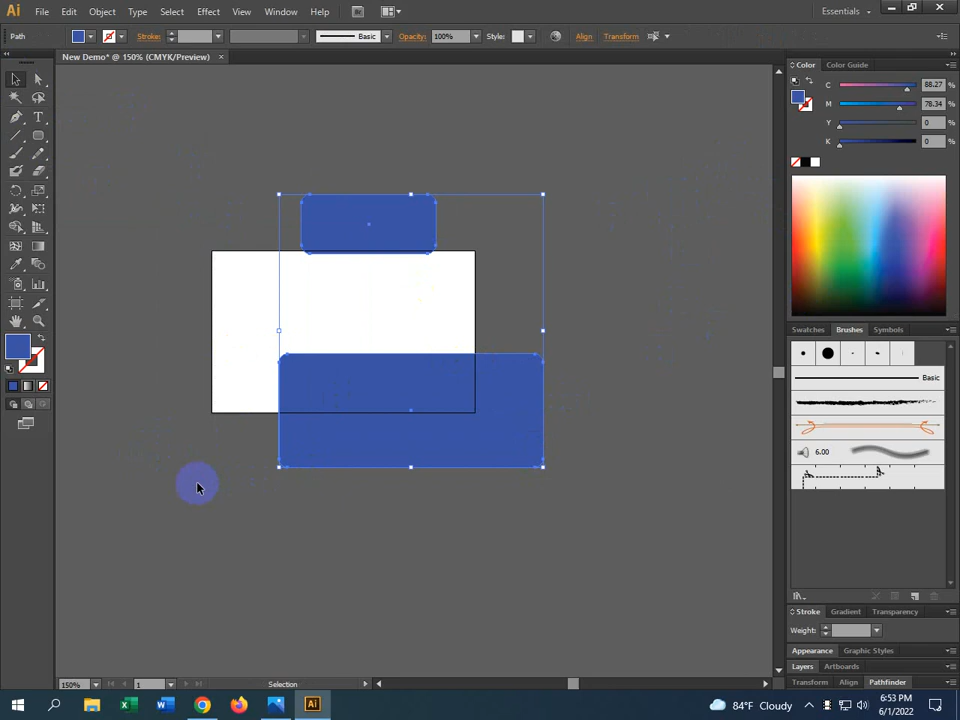 Ai File Edit Object Type Select Effect View Window Help Br Essentials
Path Stroke: Basic Opacity: 100% Style: Align Transform
New Demo* @ 150% (CMYK/Preview) ×
Color Color Guide
C 88.27 %
M 78.34 %
Y 0 %
K 0 %
T
Swatches Brushes Symbols
Basic
6.00
Stroke Gradient Transparency
Weight:
Appearance Graphic Styles
Layers Artboards
Transform Align Pathfinder
150% 1 Selection
84°F Cloudy
6:53 PM
6/1/2022